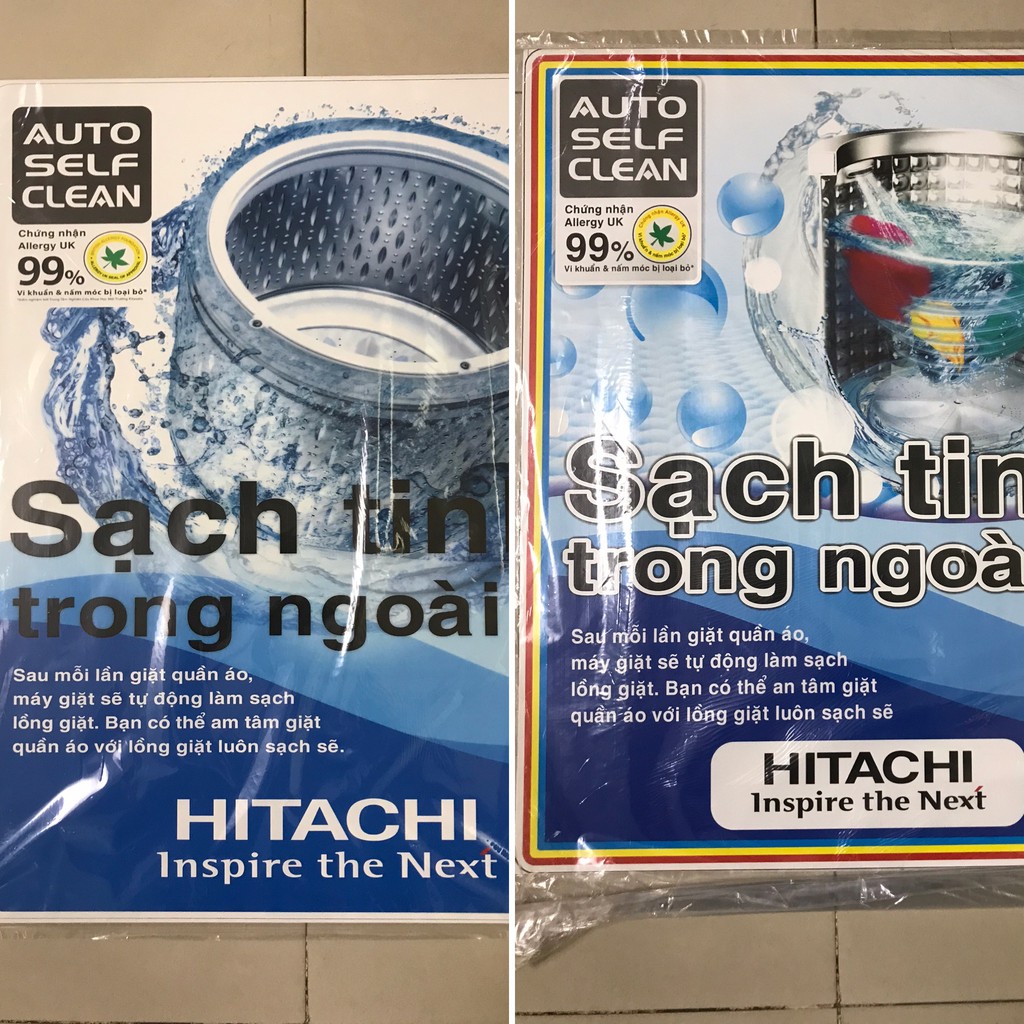 AUTO
SELF
CLEAN
Chứng nhận
Allergy UK
99%
Vi khuẩn & nấm móc bị loại bỏ*
Sạch tin
trong ngoài
Sau mỗi lần giặt quần áo,
máy giặt sẽ tự động làm sạch
lồng giặt. Bạn có thể am tâm giặt
quần áo với lồng giặt luôn sạch sẽ.
HITACHI
Inspire the Next
AUTO
SELF
CLEAN
Chứng nhận
Allergy UK
99%
Vi khuẩn & nấm móc bị loại bỏ*
Sạch tin
trong ngoà
Sau mỗi lần giặt quần áo,
máy giặt sẽ tự động làm sạch
lồng giặt. Bạn có thể an tâm giặt
quần áo với lồng giặt luôn sạch sẽ
HITACHI
Inspire the Next